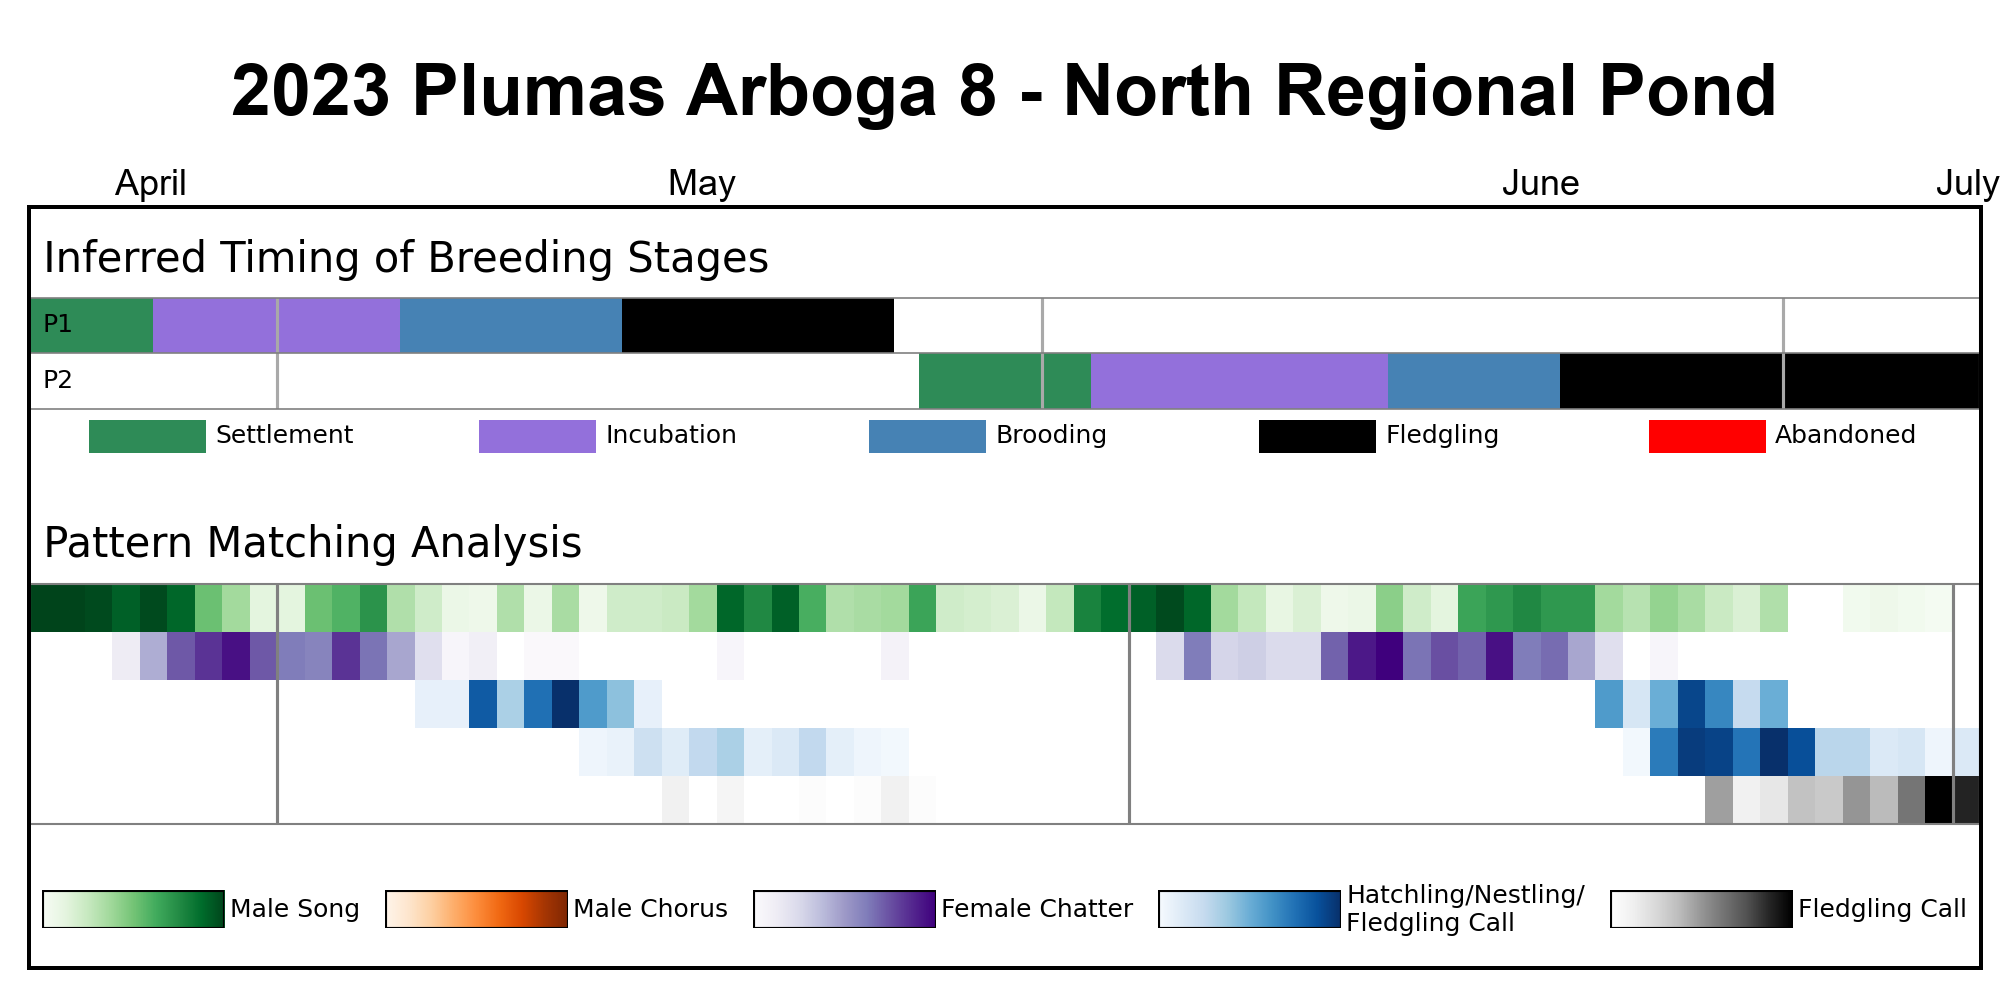 2023 Plumas Arboga 8 - North Regional Pond
April May June July
Inferred Timing of Breeding Stages
P1
P2
Settlement Incubation Brooding Fledgling Abandoned
Pattern Matching Analysis
Male Song Male Chorus Female Chatter Hatchling/Nestling/
Fledgling Call Fledgling Call